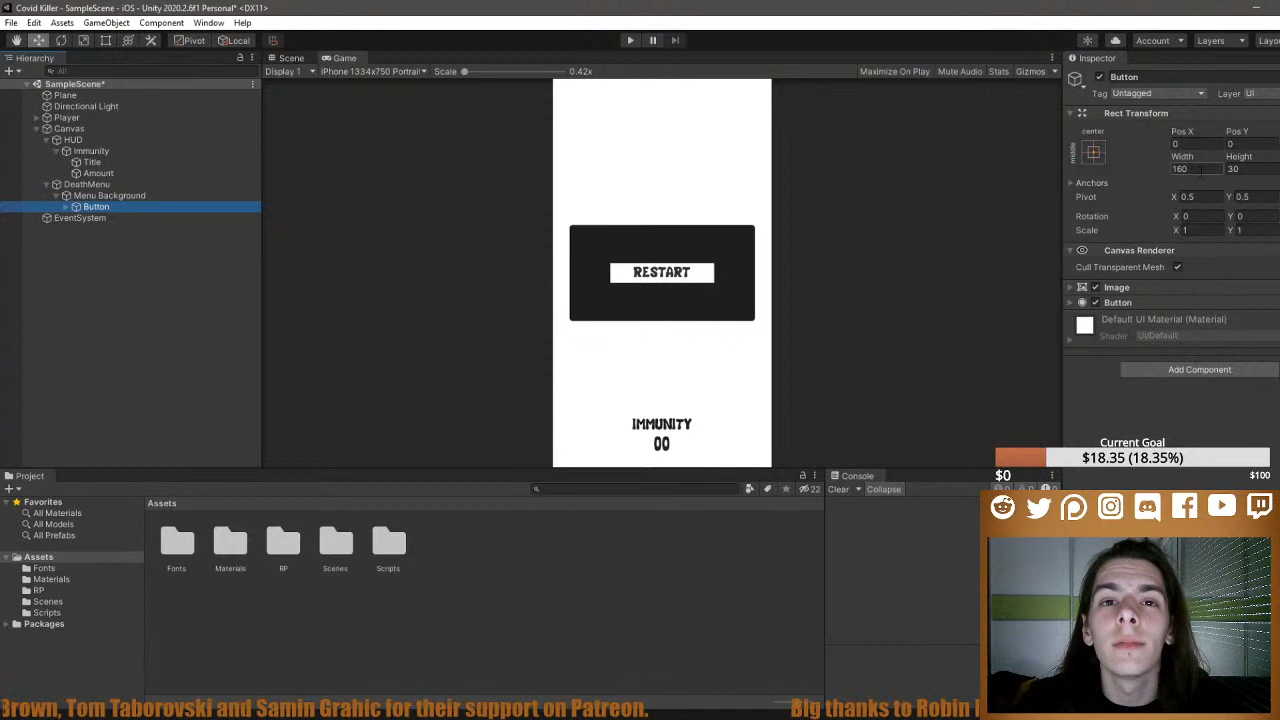 Covid Killer - SampleScene - iOS - Unity 2020.2.6f1 Personal* <DX11>
File Edit Assets GameObject Component Window Help
Pivot Local
Account Layers
Hierarchy
All
SampleScene*
Plane
Directional Light
Player
Canvas
HUD
Immunity
Title
Amount
DeathMenu
Menu Background
Button
EventSystem
Scene Game
Display 1 iPhone 1334x750 Portrait Scale 0.42x Maximize On Play Mute Audio Stats Gizmos
RESTART
IMMUNITY
00
Inspector
Button
Tag Untagged Layer UI
Rect Transform
center Pos X Pos Y
middle 0 0
Width Height
160 30
Anchors
Pivot X 0.5 Y 0.5
Rotation X 0 Y 0
Scale X 1 Y 1
Canvas Renderer
Cull Transparent Mesh
Image
Button
Default UI Material (Material)
Shader UI/Default
Add Component
Current Goal
$18.35 (18.35%)
$0 $100
Project
22
Favorites
All Materials
All Models
All Prefabs
Assets
Fonts
Materials
RP
Scenes
Scripts
Packages
Assets
Fonts Materials RP Scenes Scripts
Console
Clear Collapse
Brown, Tom Taborovski and Samin Grahic for their support on Patreon. Big thanks to Robin